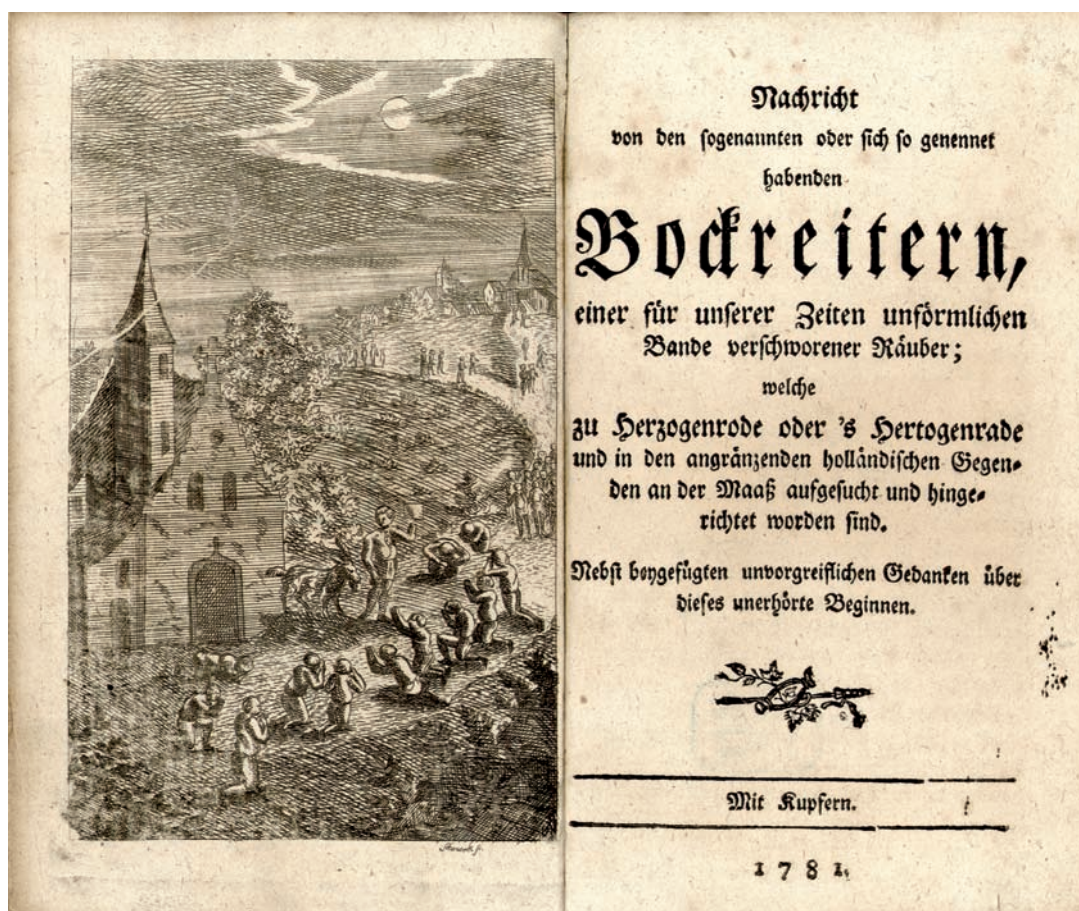 Nachricht
von den sogenannten oder sich so genennet
habenden
Bockreitern,
einer für unserer Zeiten unförmlichen
Bande verschworener Räuber;
welche
zu Herzogenrode oder 's Hertogenrade
und in den angränzenden holländischen Gegen-
den an der Maaß aufgesucht und hinge-
richtet worden sind.
Nebst beygefügten unvorgreiflichen Gedanken über
dieses unerhörte Beginnen.
Mit Kupfern.
1781.